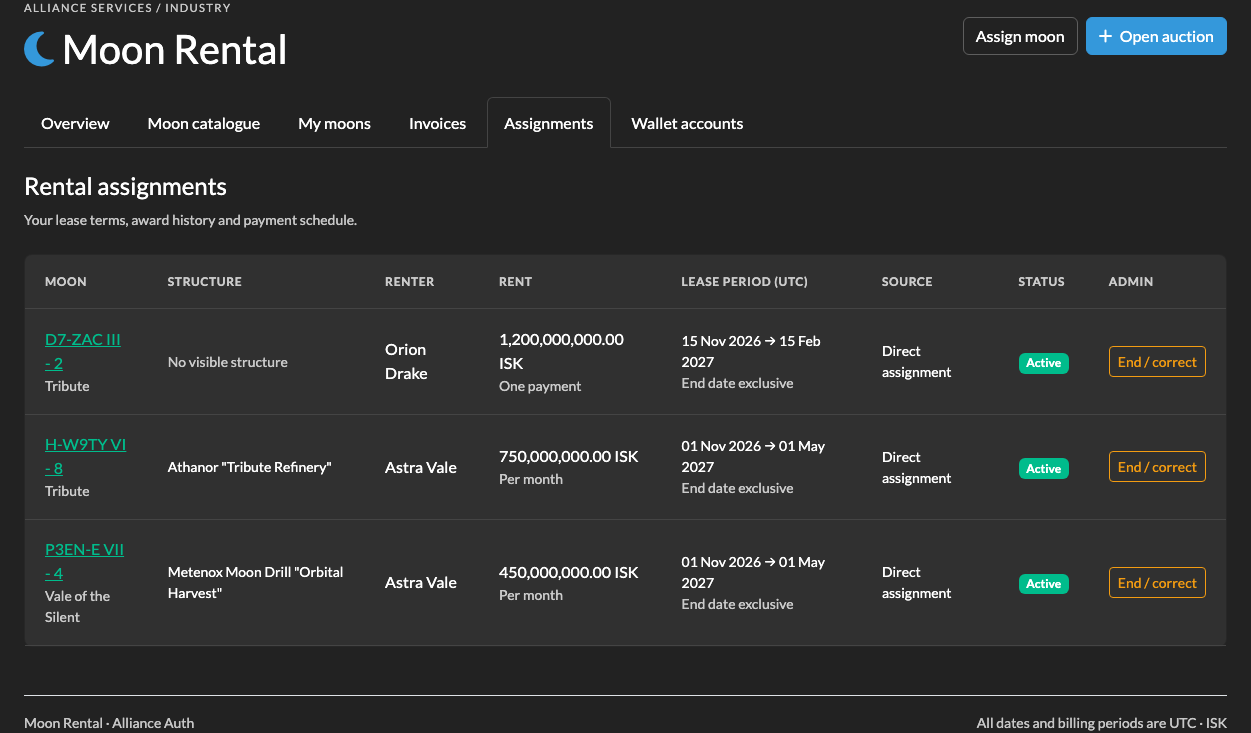 ALLIANCE SERVICES / INDUSTRY
Moon Rental
Assign moon
+ Open auction
Overview
Moon catalogue
My moons
Invoices
Assignments
Wallet accounts
Rental assignments
Your lease terms, award history and payment schedule.
MOON
STRUCTURE
RENTER
RENT
LEASE PERIOD (UTC)
SOURCE
STATUS
ADMIN
D7-ZAC III
- 2
Tribute
No visible structure
Orion
Drake
1,200,000,000.00
ISK
One payment
15 Nov 2026 → 15 Feb
2027
End date exclusive
Direct
assignment
Active
End / correct
H-W9TY VI
- 8
Tribute
Athanor "Tribute Refinery"
Astra Vale
750,000,000.00 ISK
Per month
01 Nov 2026 → 01 May
2027
End date exclusive
Direct
assignment
Active
End / correct
P3EN-E VII
- 4
Vale of the
Silent
Metenox Moon Drill "Orbital
Harvest"
Astra Vale
450,000,000.00 ISK
Per month
01 Nov 2026 → 01 May
2027
End date exclusive
Direct
assignment
Active
End / correct
Moon Rental · Alliance Auth
All dates and billing periods are UTC · ISK